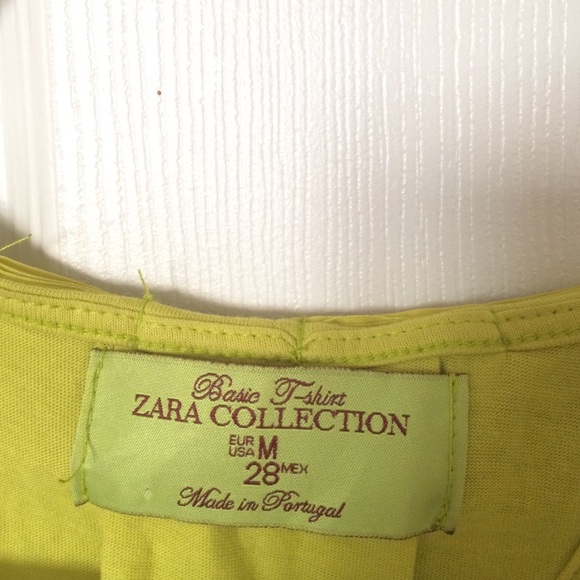 Basic T-shirt
ZARA COLLECTION
EUR
USA M
28 MEX
Made in Portugal